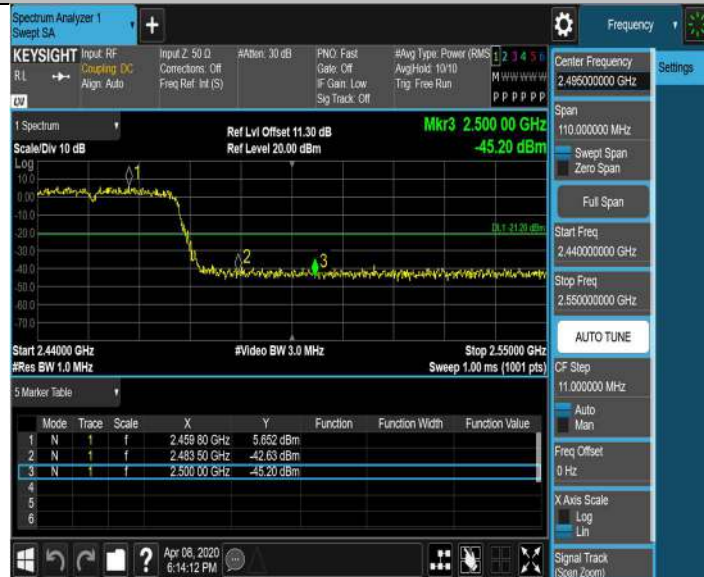 Spectrum Analyzer 1
Swept SA
+
Frequency
KEYSIGHT Input: RF Input Z: 50 Ω #Atten: 30 dB PNO: Fast #Avg Type: Power (RMS 1 2 3 4 5 6
RL Coupling: DC Corrections: Off Gate: Off Avg|Hold: 10/10 M W W W W W
Align: Auto Freq Ref: Int (S) IF Gain: Low Trig: Free Run
Sig Track: Off P P P P P P
Center Frequency
2.495000000 GHz
Settings
Span
110.000000 MHz
Swept Span
Zero Span
Full Span
Start Freq
2.440000000 GHz
Stop Freq
2.550000000 GHz
AUTO TUNE
CF Step
11.000000 MHz
Auto
Man
Freq Offset
0 Hz
X Axis Scale
Log
Lin
Signal Track
(Span Zoom)
1 Spectrum
Scale/Div 10 dB
Ref Lvl Offset 11.30 dB
Ref Level 20.00 dBm
Mkr3 2.500 00 GHz
-45.20 dBm
Log
10.0
0.00
-10.0
-20.0
-30.0
-40.0
-50.0
-60.0
-70.0
1
2
3
DL1 -21.20 dBm
Start 2.44000 GHz #Video BW 3.0 MHz Stop 2.55000 GHz
#Res BW 1.0 MHz Sweep 1.00 ms (1001 pts)
5 Marker Table
Mode Trace Scale X Y Function Function Width Function Value
1 N 1 f 2.459 80 GHz 5.652 dBm
2 N 1 f 2.483 50 GHz -42.63 dBm
3 N 1 f 2.500 00 GHz -45.20 dBm
4
5
6
? Apr 08, 2020
6:14:12 PM